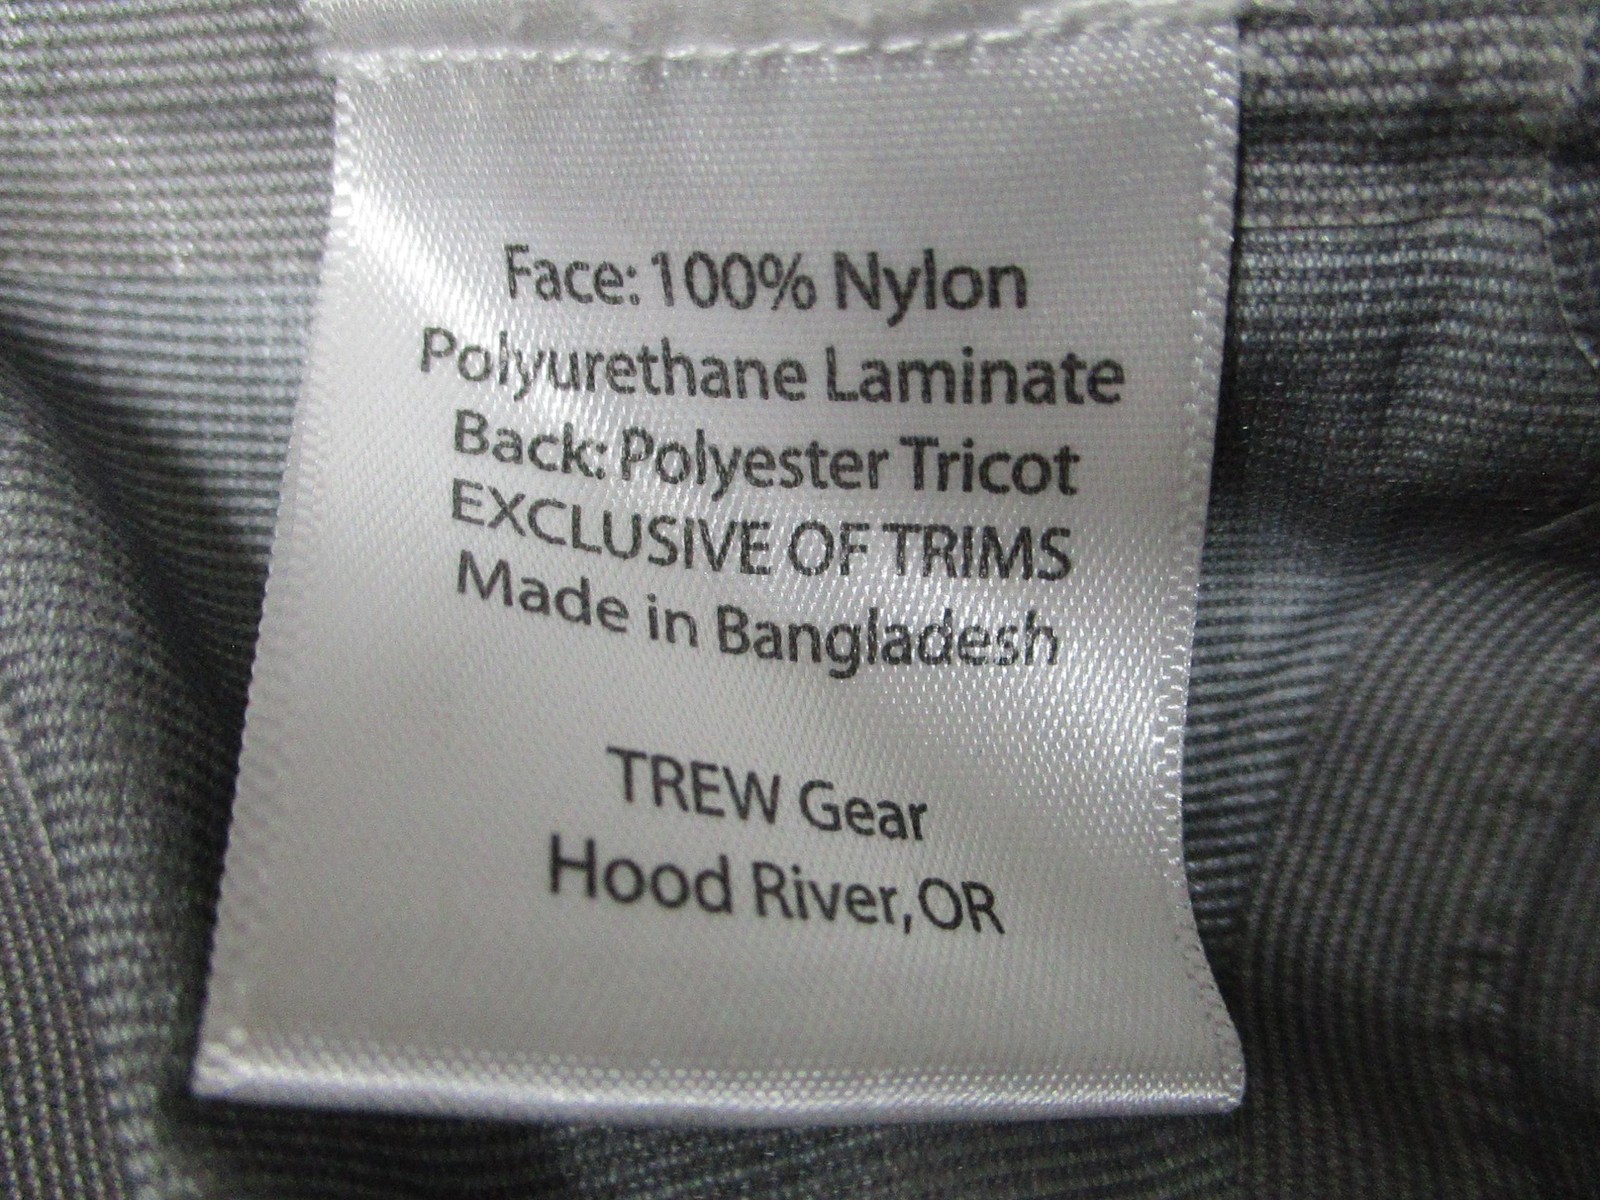 Face: 100% Nylon
Polyurethane Laminate
Back: Polyester Tricot
EXCLUSIVE OF TRIMS
Made in Bangladesh
TREW Gear
Hood River, OR